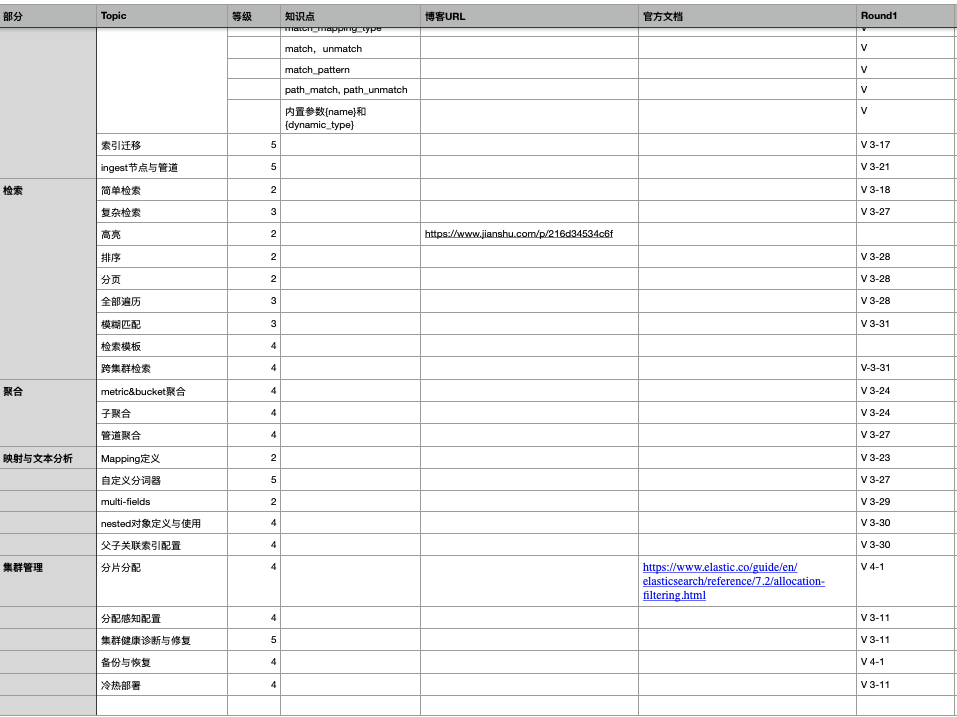 部分 Topic 等级 知识点 博客URL 官方文档 Round1
match_mapping_type V
match，unmatch V
match_pattern V
path_match, path_unmatch V
内置参数{name}和 V
{dynamic_type}
索引迁移 5 V 3-17
ingest节点与管道 5 V 3-21
检索 简单检索 2 V 3-18
复杂检索 3 V 3-27
高亮 2 https://www.jianshu.com/p/216d34534c6f
排序 2 V 3-28
分页 2 V 3-28
全部遍历 3 V 3-28
模糊匹配 3 V 3-31
检索模板 4
跨集群检索 4 V-3-31
聚合 metric&bucket聚合 4 V 3-24
子聚合 4 V 3-24
管道聚合 4 V 3-27
映射与文本分析 Mapping定义 2 V 3-23
自定义分词器 5 V 3-27
multi-fields 2 V 3-29
nested对象定义与使用 4 V 3-30
父子关联索引配置 4 V 3-30
集群管理 分片分配 4 https://www.elastic.co/guide/en/ V 4-1
elasticsearch/reference/7.2/allocation-
filtering.html
分配感知配置 4 V 3-11
集群健康诊断与修复 5 V 3-11
备份与恢复 4 V 4-1
冷热部署 4 V 3-11